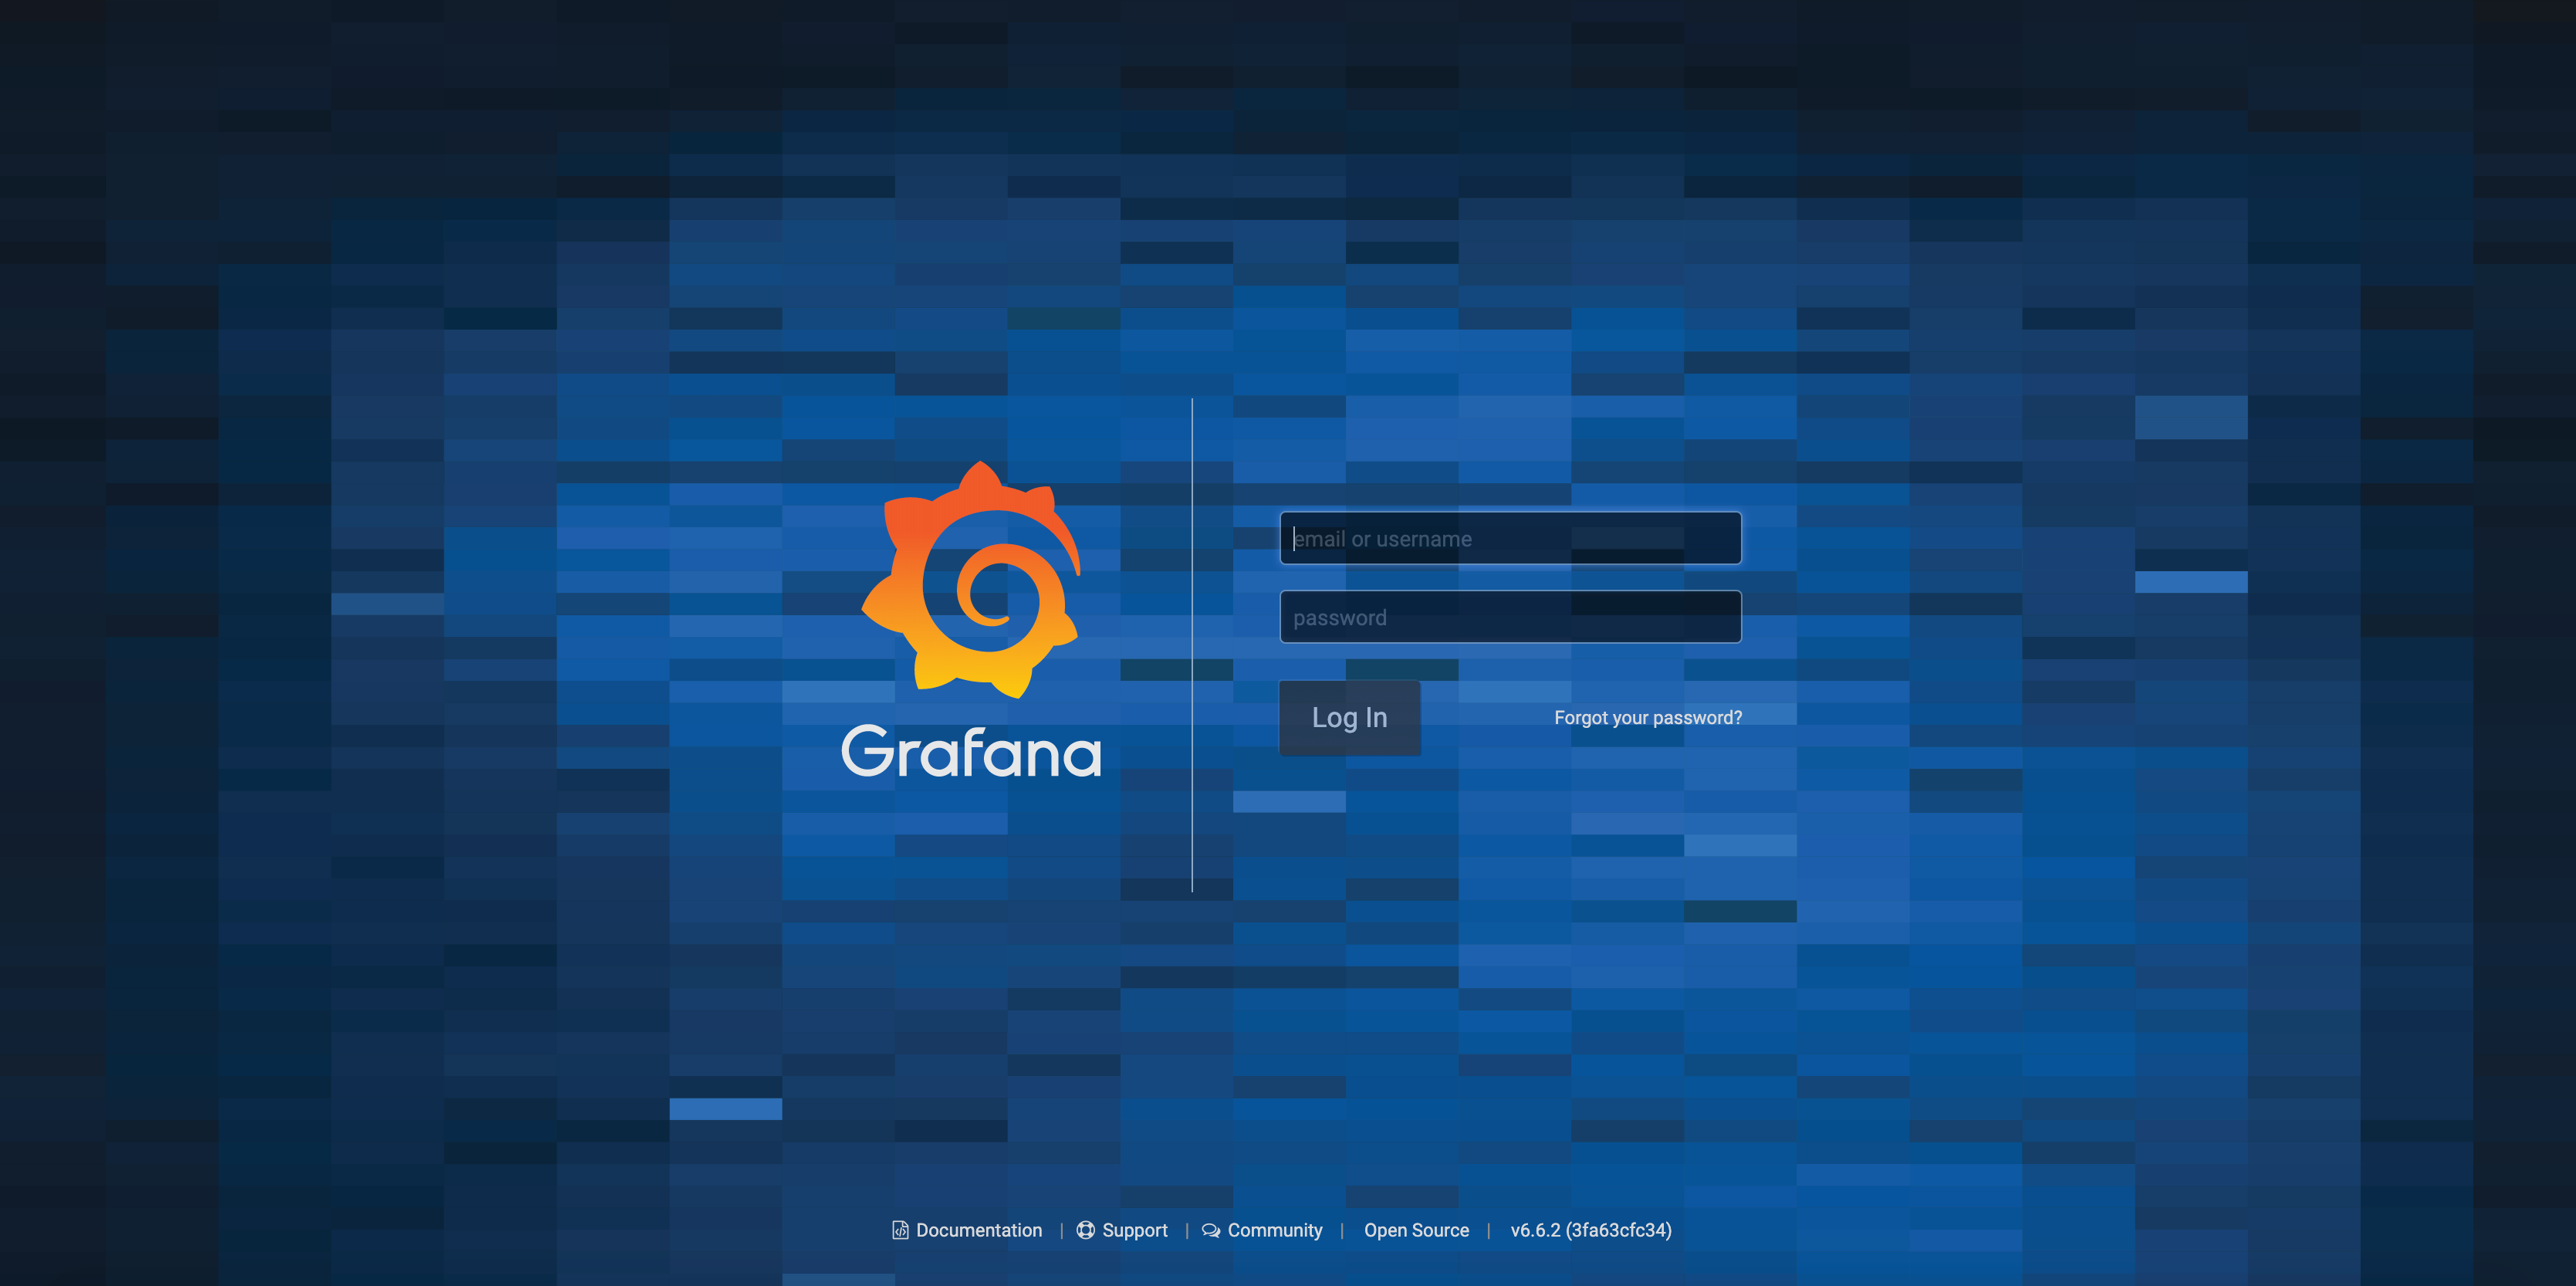 Grafana
email or username
password
Log In
Forgot your password?
Documentation | Support | Community | Open Source | v6.6.2 (3fa63cfc34)